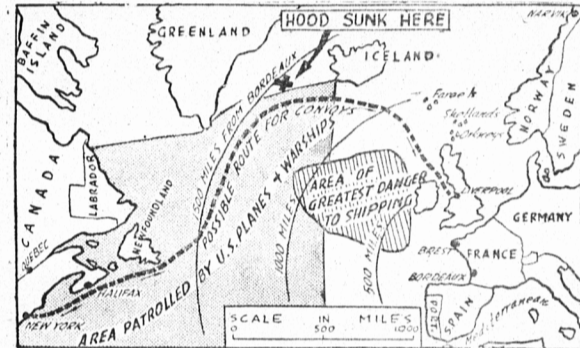 HOOD SUNK HERE
GREENLAND
BAFFIN
ISLAND
ICELAND
NARVIK
NORWAY
SWEDEN
Faroe Is
Shetlands
Orkneys
1500 MILES FROM BORDEAUX
POSSIBLE ROUTE FOR CONVOYS
AREA PATROLLED BY U.S. PLANES & WARSHIPS
1000 MILES
500 MILES
AREA OF
GREATEST DANGER
TO SHIPPING
LIVERPOOL
CANADA
LABRADOR
NEWFOUNDLAND
QUEBEC
HALIFAX
NEW YORK
GERMANY
BREST
FRANCE
BORDEAUX
SPAIN
Mediterranean
SCALE IN MILES
0 500 1000